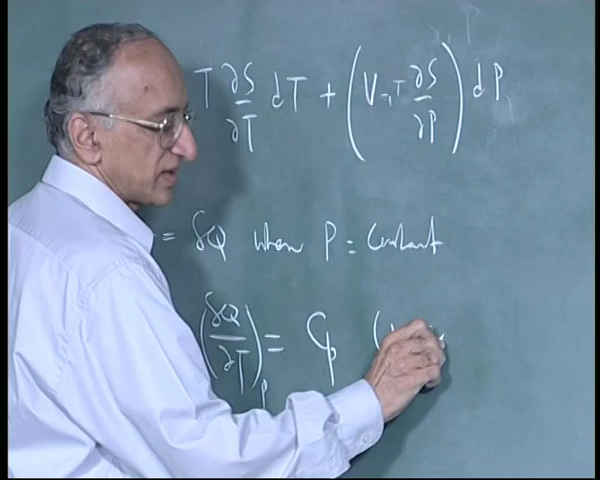 T ∂S/∂T dT + (V - T ∂S/∂P) dP
= δQ when P = Constant
(δQ/∂T)_P = C_P (